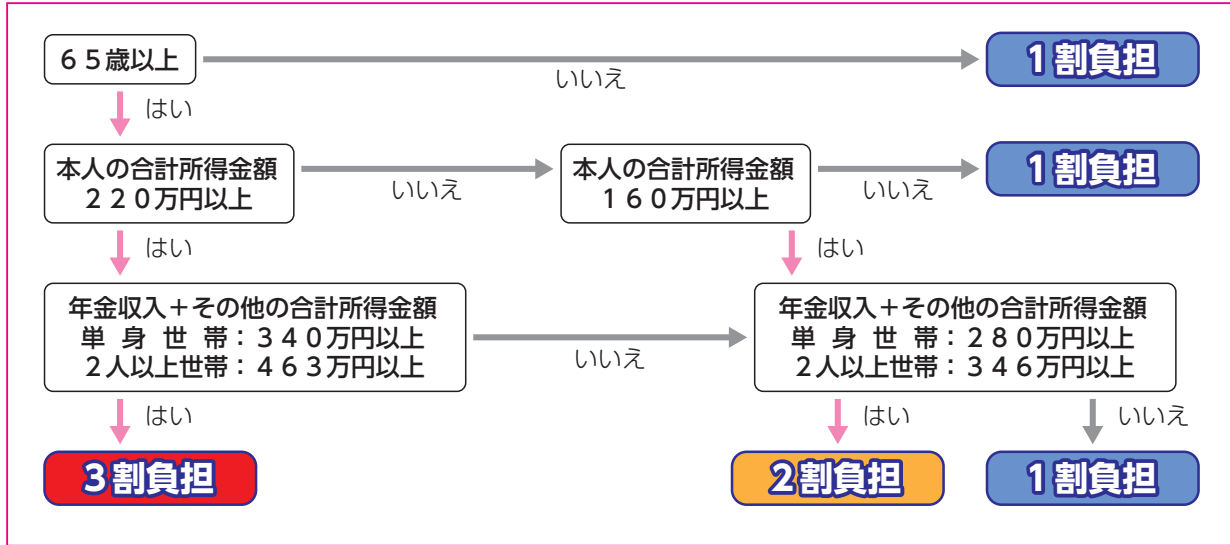 ６５歳以上
いいえ
１割負担
はい
本人の合計所得金額
２２０万円以上
いいえ
本人の合計所得金額
１６０万円以上
いいえ
１割負担
はい
はい
年金収入＋その他の合計所得金額
単身世帯：３４０万円以上
２人以上世帯：４６３万円以上
いいえ
年金収入＋その他の合計所得金額
単身世帯：２８０万円以上
２人以上世帯：３４６万円以上
はい
はい
いいえ
３割負担
２割負担
１割負担